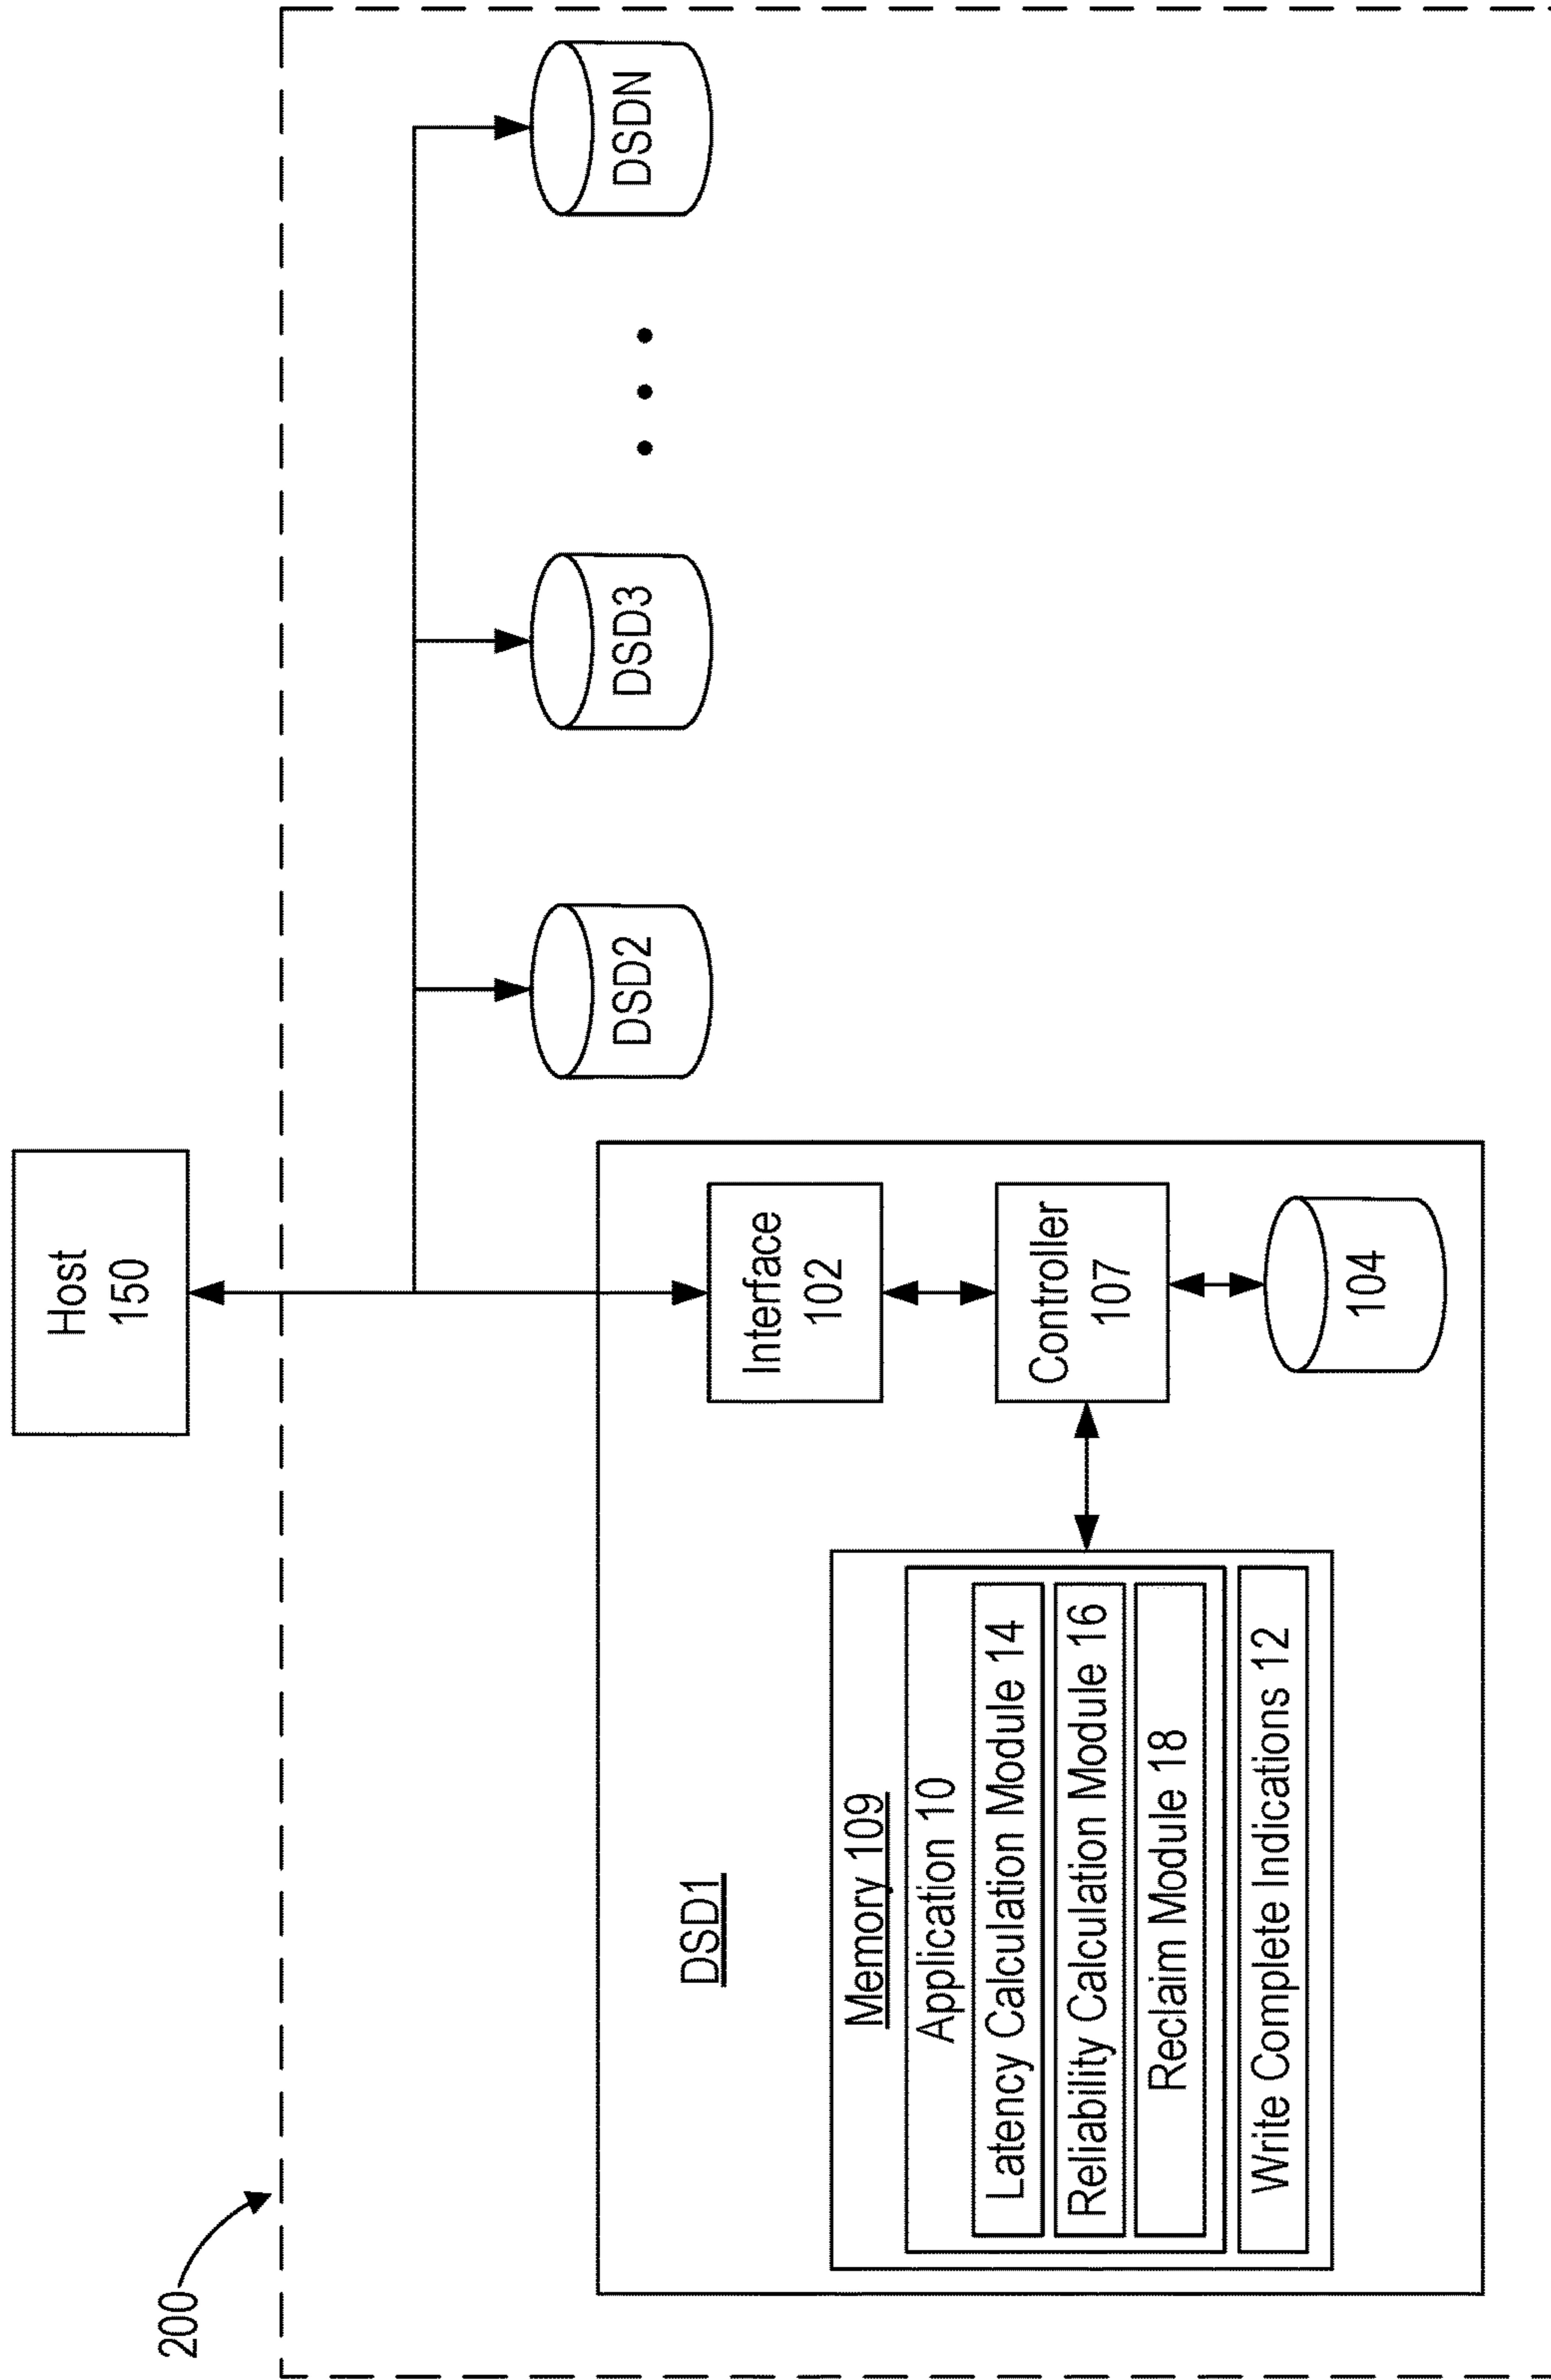 200
Host
150
DSD1
Memory 109
Application 10
Latency Calculation Module 14
Reliability Calculation Module 16
Reclaim Module 18
Write Complete Indications 12
Interface
102
Controller
107
104
DSD2
DSD3
DSDN